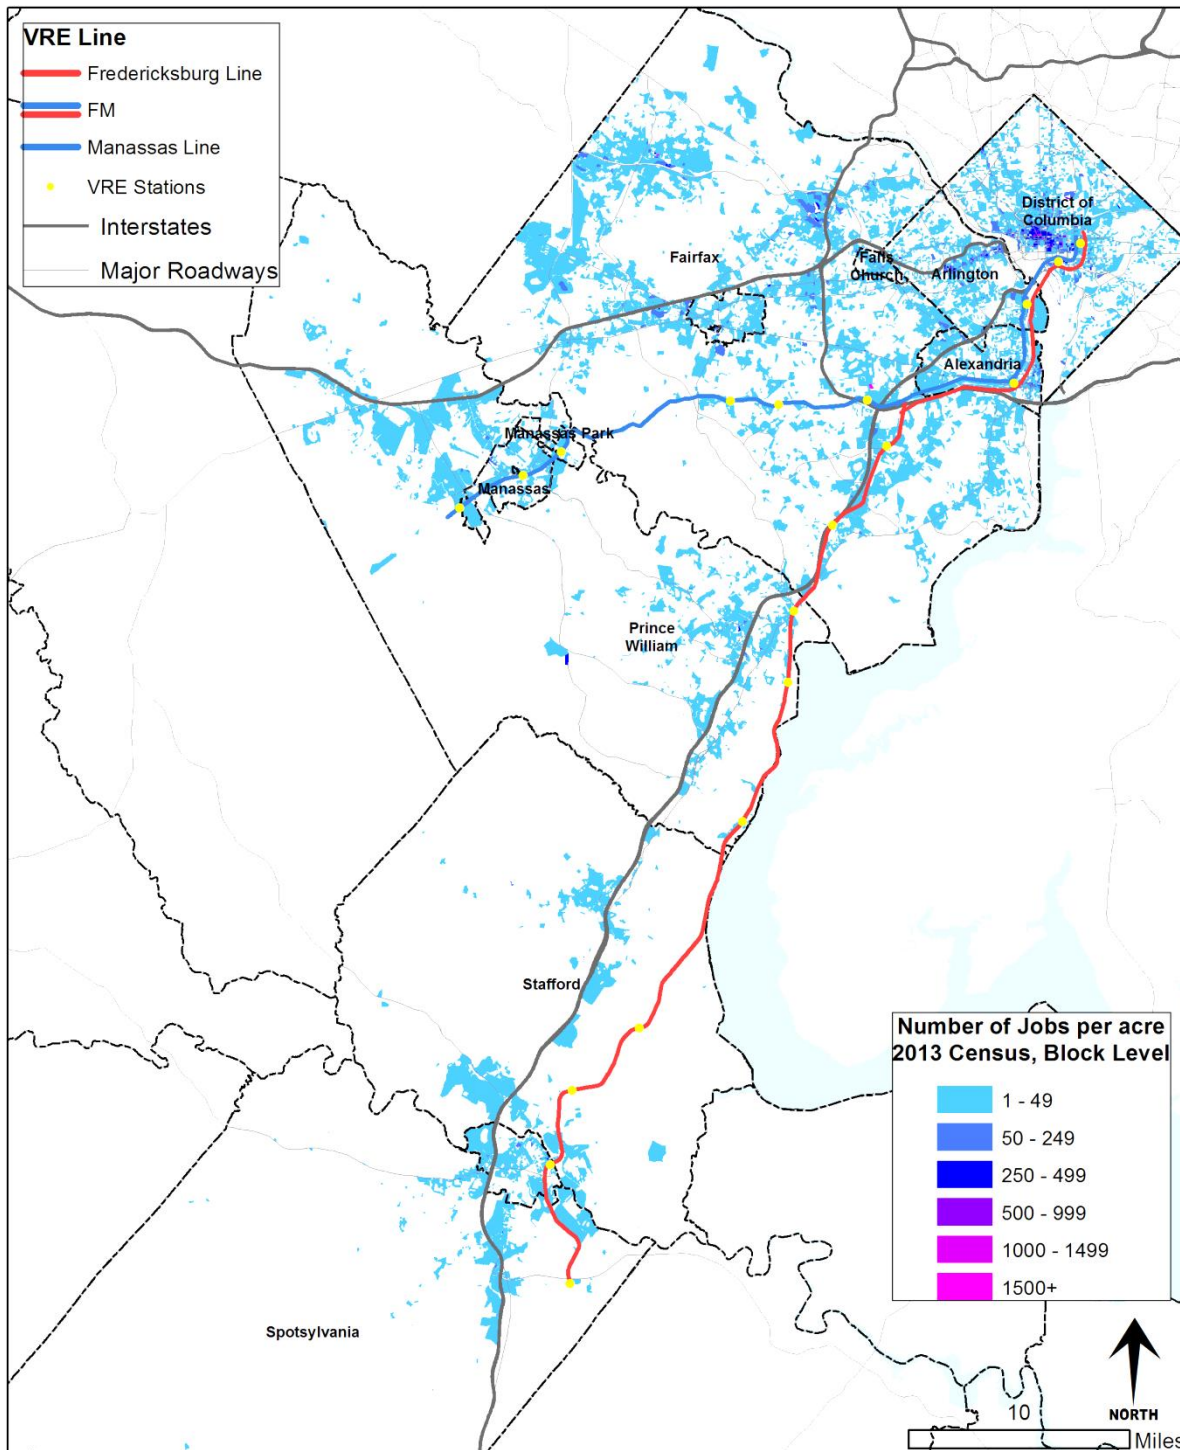 VRE Line
Fredericksburg Line
FM
Manassas Line
VRE Stations
Interstates
Major Roadways
District of
Columbia
Fairfax
Falls
Church
Arlington
Alexandria
Manassas Park
Manassas
Prince
William
Stafford
Spotsylvania
Number of Jobs per acre
2013 Census, Block Level
1 - 49
50 - 249
250 - 499
500 - 999
1000 - 1499
1500+
NORTH
10
Miles